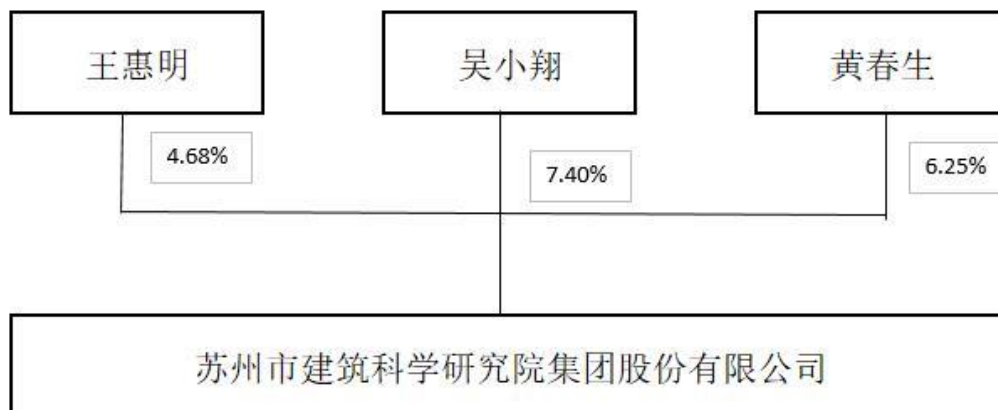 王惠明
吴小翔
黄春生
4.68%
7.40%
6.25%
苏州市建筑科学研究院集团股份有限公司